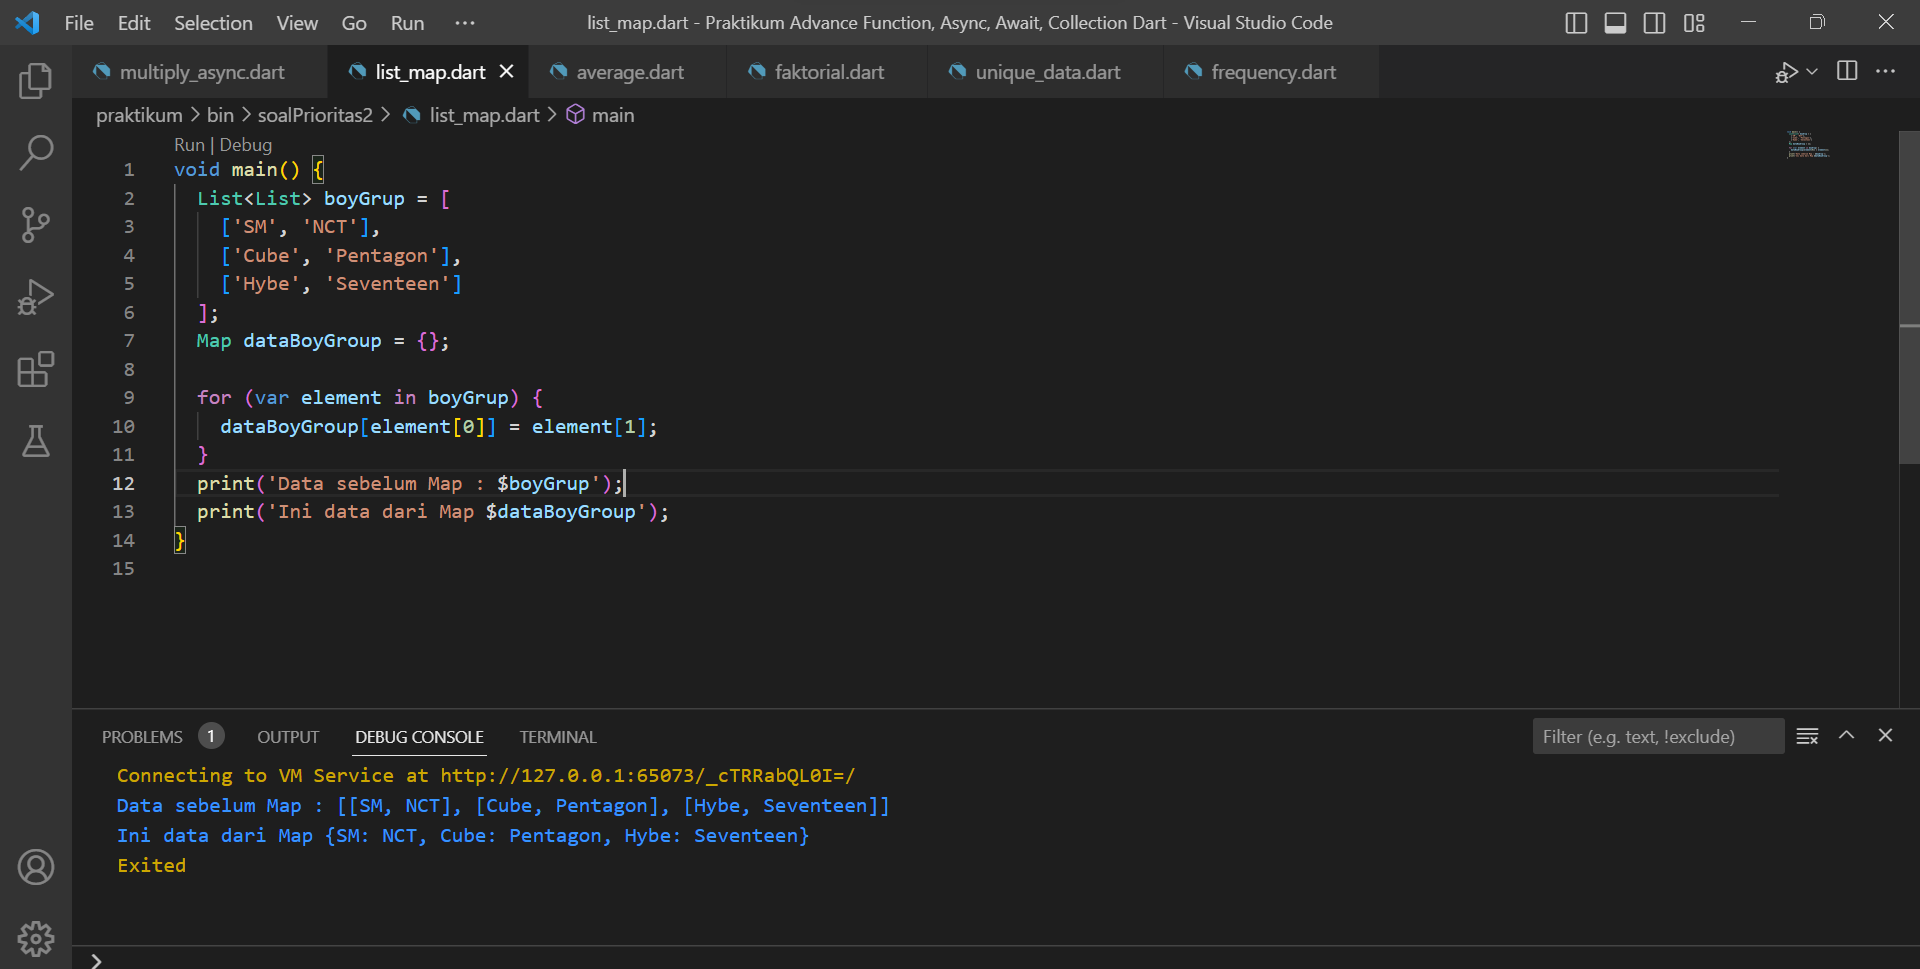 File Edit Selection View Go Run ··· list_map.dart - Praktikum Advance Function, Async, Await, Collection Dart - Visual Studio Code
multiply_async.dart list_map.dart average.dart faktorial.dart unique_data.dart frequency.dart
praktikum > bin > soalPrioritas2 > list_map.dart > main
Run | Debug
1 void main() {
2 List<List> boyGrup = [
3 ['SM', 'NCT'],
4 ['Cube', 'Pentagon'],
5 ['Hybe', 'Seventeen']
6 ];
7 Map dataBoyGroup = {};
8
9 for (var element in boyGrup) {
10 dataBoyGroup[element[0]] = element[1];
11 }
12 print('Data sebelum Map : $boyGrup');
13 print('Ini data dari Map $dataBoyGroup');
14 }
15
PROBLEMS 1 OUTPUT DEBUG CONSOLE TERMINAL Filter (e.g. text, !exclude)
Connecting to VM Service at http://127.0.0.1:65073/_cTRRabQL0I=/
Data sebelum Map : [[SM, NCT], [Cube, Pentagon], [Hybe, Seventeen]]
Ini data dari Map {SM: NCT, Cube: Pentagon, Hybe: Seventeen}
Exited
>